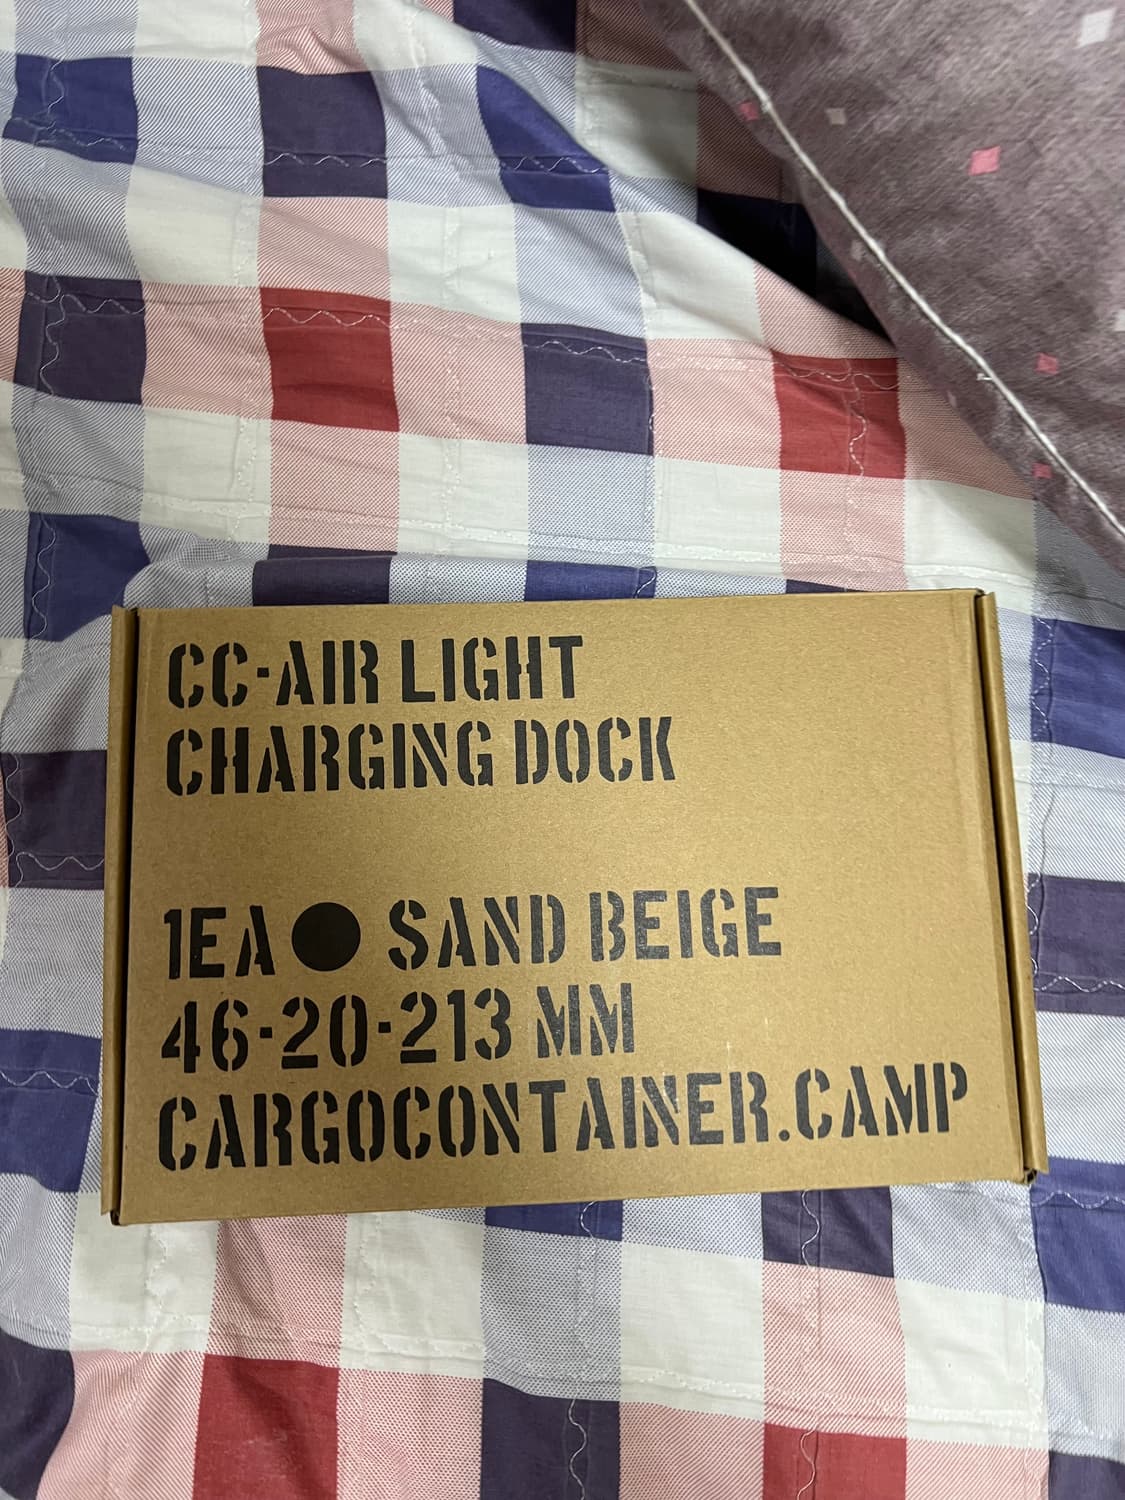 CC-AIR LIGHT
CHARGING DOCK
1EA● SAND BEIGE
46-20-213 MM
CARGOCONTAINER.CAMP